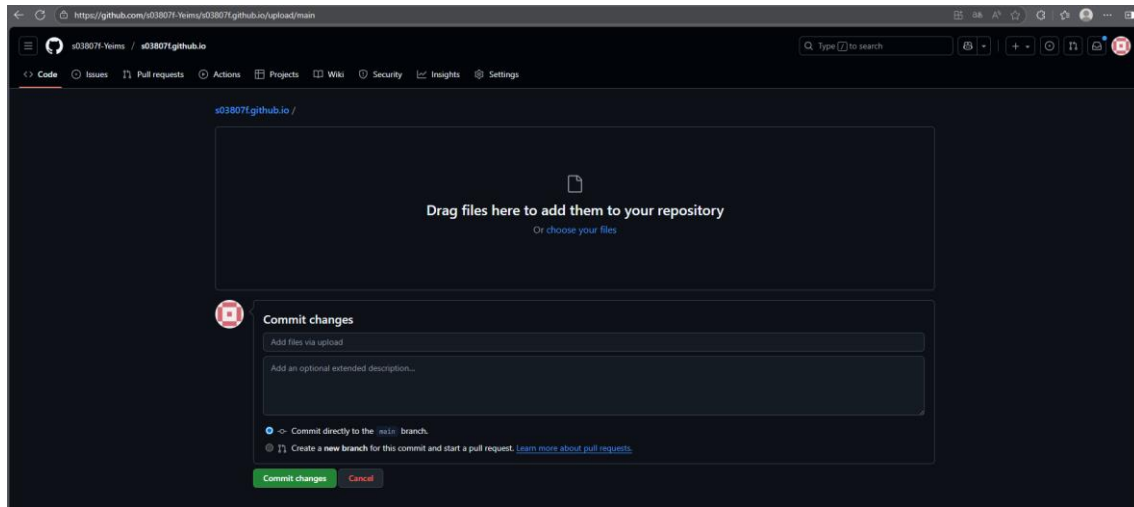 https://github.com/s03807f-Yeims/s03807f.github.io/upload/main
s03807f-Yeims / s03807f.github.io
Type / to search
Code Issues Pull requests Actions Projects Wiki Security Insights Settings
s03807f.github.io /
Drag files here to add them to your repository
Or choose your files
Commit changes
Add files via upload
Add an optional extended description...
Commit directly to the main branch.
Create a new branch for this commit and start a pull request. Learn more about pull requests.
Commit changes Cancel